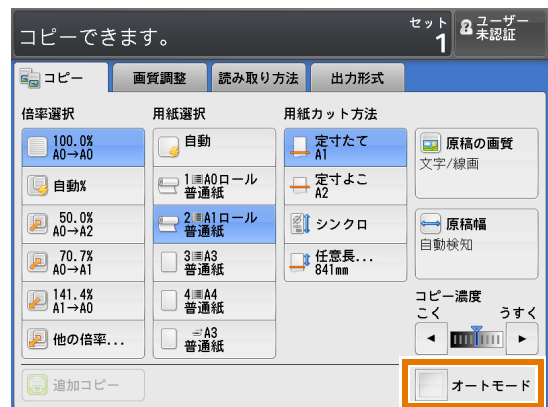 コピーできます。
セット
1
ユーザー
未認証
コピー
画質調整
読み取り方法
出力形式
倍率選択
100.0%
A0→A0
自動%
50.0%
A0→A2
70.7%
A0→A1
141.4%
A1→A0
他の倍率...
用紙選択
自動
1 A0ロール
普通紙
2 A1ロール
普通紙
3 A3
普通紙
4 A4
普通紙
A3
普通紙
用紙カット方法
定寸たて
A1
定寸よこ
A2
シンクロ
任意長...
841mm
原稿の画質
文字/線画
原稿幅
自動検知
コピー濃度
こく うすく
追加コピー
オートモード